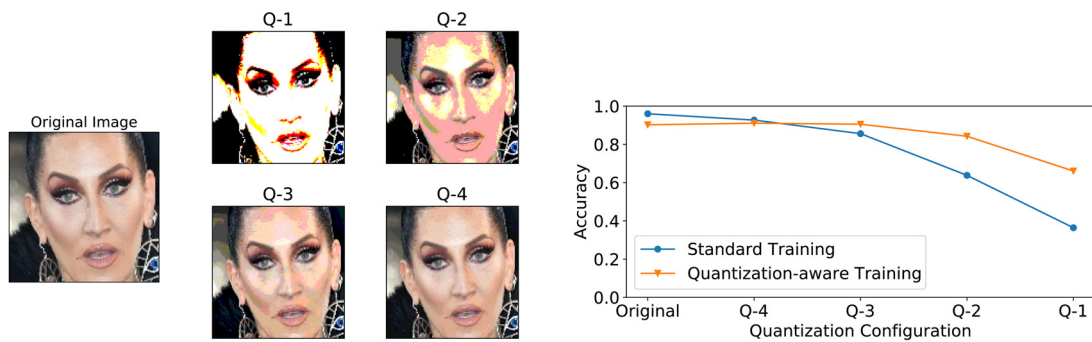 Original Image
Q-1
Q-2
Q-3
Q-4
1.0
0.8
0.6
0.4
0.2
0.0
Accuracy
Standard Training
Quantization-aware Training
Original
Q-4
Q-3
Q-2
Q-1
Quantization Configuration